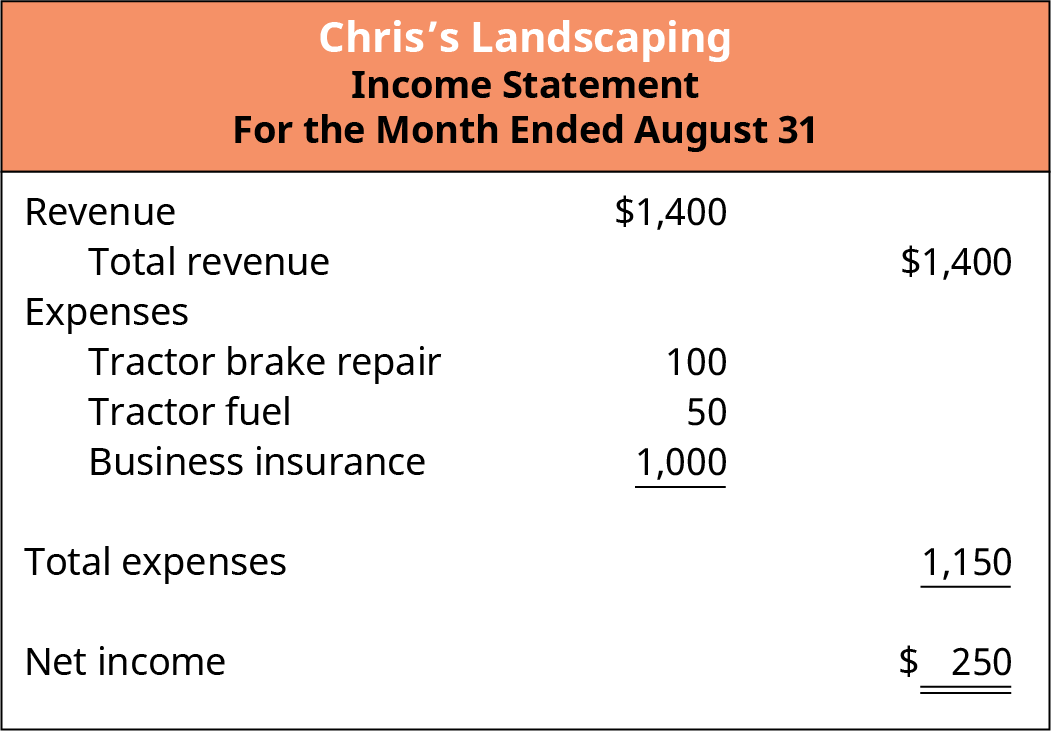 Chris’s Landscaping
Income Statement
For the Month Ended August 31
Revenue $1,400
Total revenue $1,400
Expenses
Tractor brake repair 100
Tractor fuel 50
Business insurance 1,000
Total expenses 1,150
Net income $ 250